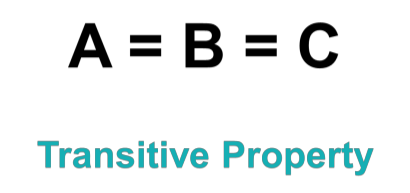 A = B = C
Transitive Property